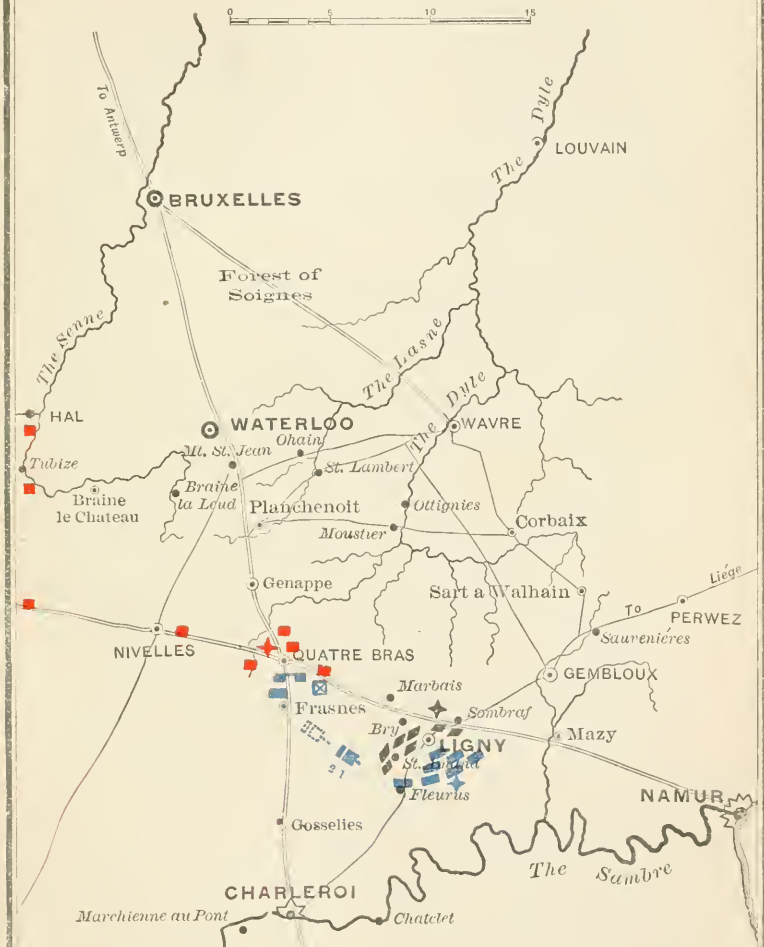 0 5 10 15
To Antwerp
The Dyle
LOUVAIN
BRUXELLES
Forest of
Soignes
The Senne
The Lasne
The Dyle
HAL
WATERLOO
WAVRE
Mt. St. Jean
Ohain
Tubize
St. Lambert
Braine
la Leud
Braine
le Chateau
Planchenoit
Ottignies
Moustier
Corbaix
Genappe
Sart a Walhain
To Liége
PERWEZ
NIVELLES
Sauveniéres
QUATRE BRAS
GEMBLOUX
Marbais
Frasnes
Sombraf
Bry
LIGNY
Mazy
2 1
Fleurus
NAMUR
Gosselies
The Sambre
CHARLEROI
Marchienne au Pont
Chatelet